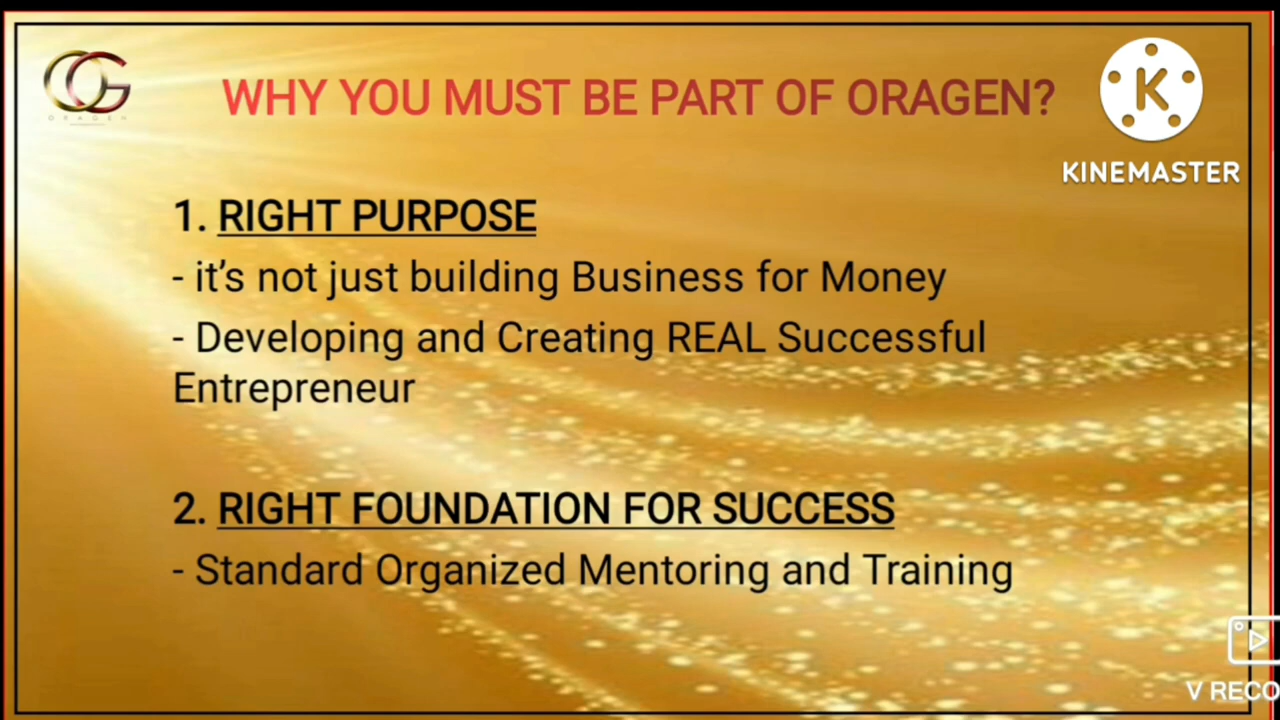 OG
ORAGEN
WHY YOU MUST BE PART OF ORAGEN?
K
KINEMASTER
1. RIGHT PURPOSE
- it's not just building Business for Money
- Developing and Creating REAL Successful
Entrepreneur
2. RIGHT FOUNDATION FOR SUCCESS
- Standard Organized Mentoring and Training
V RECO